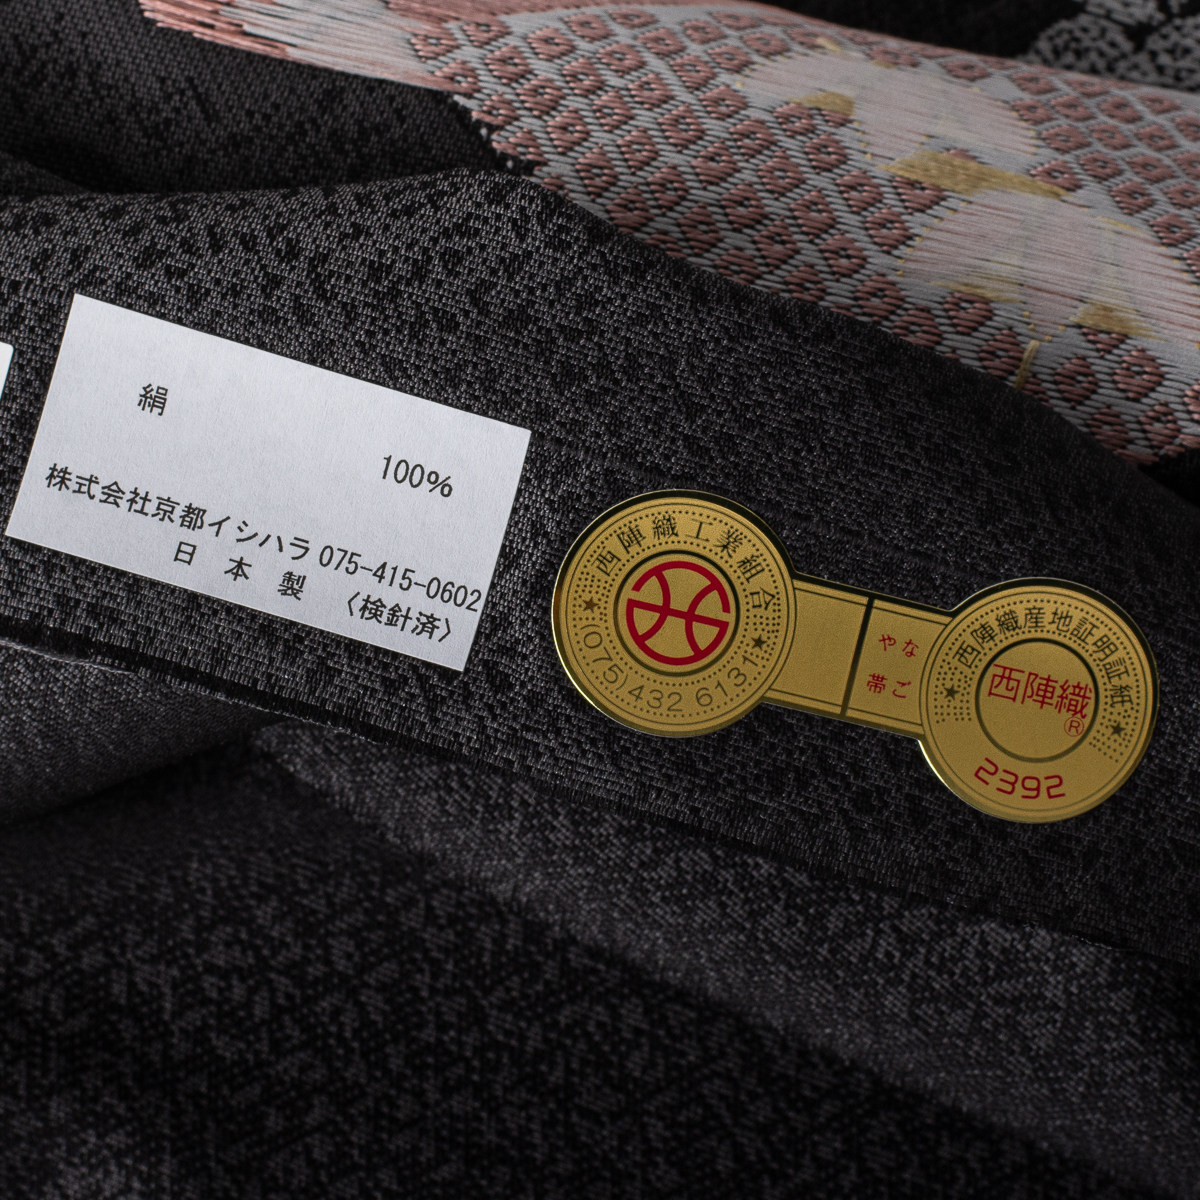 絹
100%
株式会社京都イシハラ 075-415-0602
日本製 〈検針済〉
西陣織工業組合
(075)432 6131
やな
帯ご
西陣織産地証明証紙
西陣織
®
2392